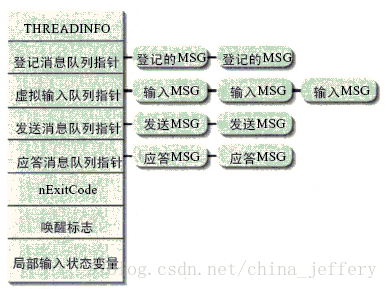 THREADINFO
登记消息队列指针 登记的MSG 登记的MSG
虚拟输入队列指针 输入MSG 输入MSG 输入MSG
发送消息队列指针 发送MSG 发送MSG
应答消息队列指针 应答MSG 应答MSG
nExitCode
唤醒标志
局部输入状态变量
blog.csdn.net/china_jeffery